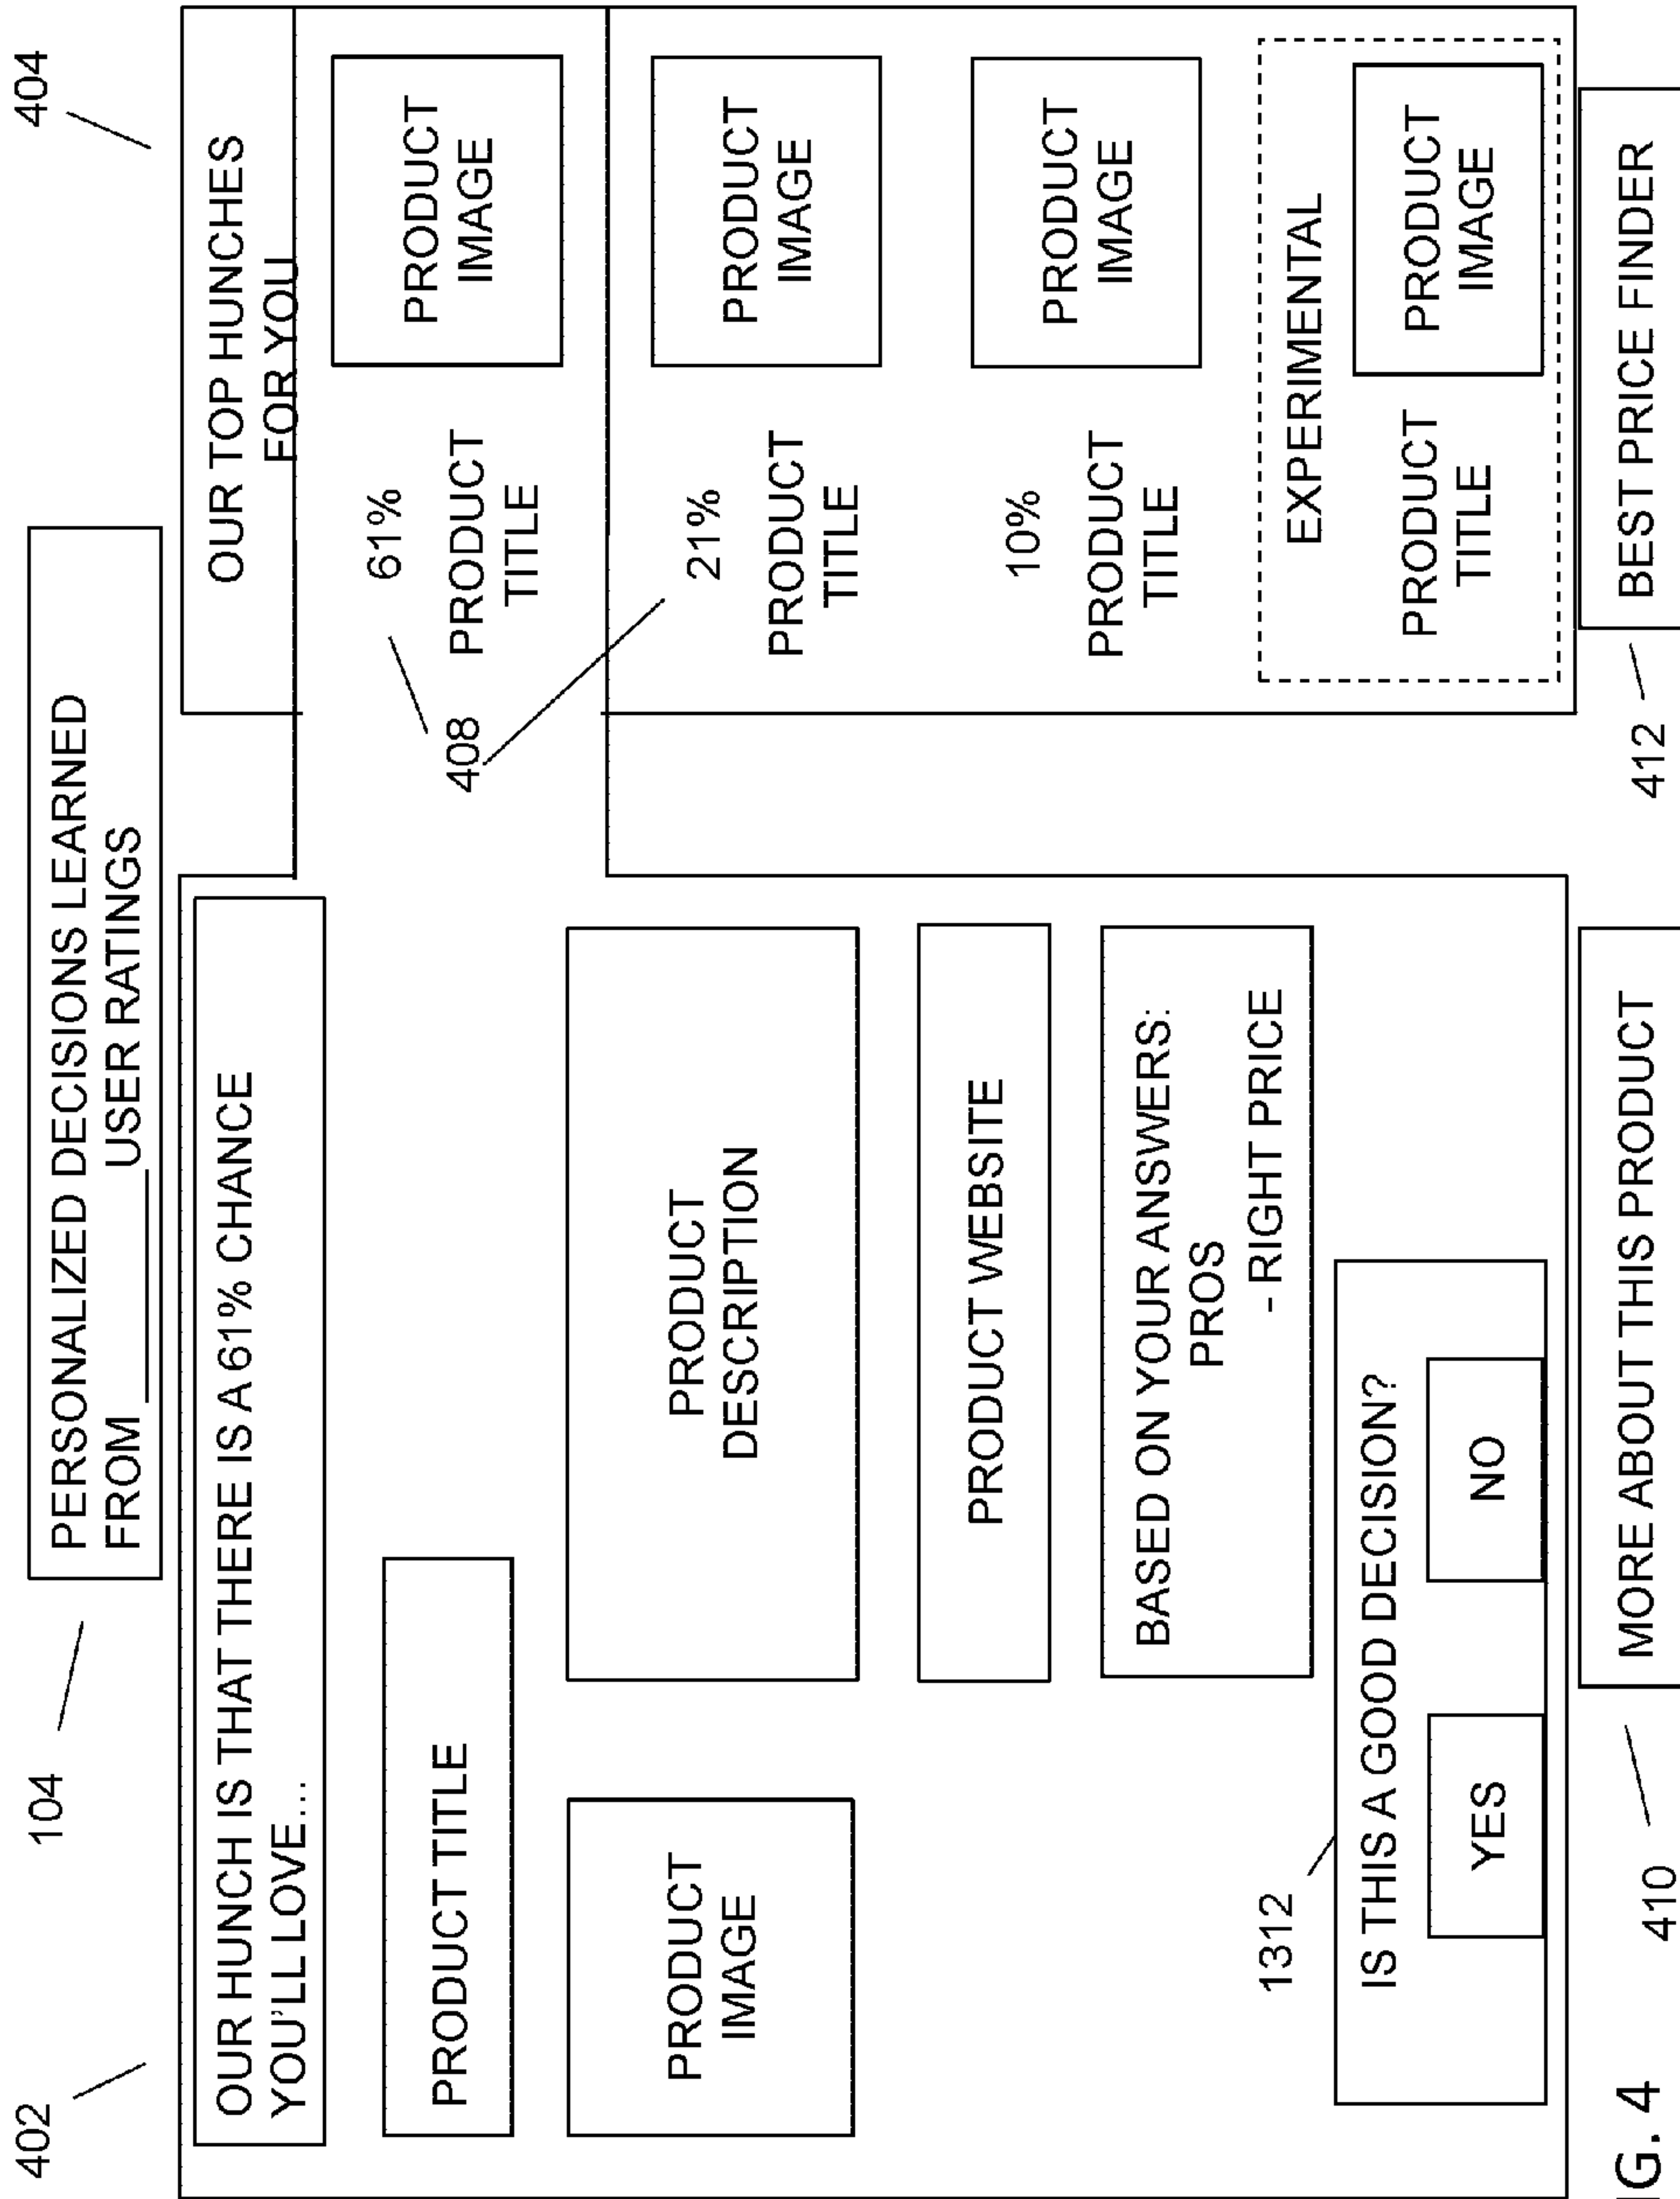 104
PERSONALIZED DECISIONS LEARNED
FROM ________ USER RATINGS
402
OUR HUNCH IS THAT THERE IS A 61% CHANCE
YOU'LL LOVE...
PRODUCT TITLE
PRODUCT
IMAGE
PRODUCT
DESCRIPTION
PRODUCT WEBSITE
BASED ON YOUR ANSWERS:
PROS
- RIGHT PRICE
1312
IS THIS A GOOD DECISION?
YES
NO
404
OUR TOP HUNCHES
FOR YOU
408
61%
PRODUCT
TITLE
PRODUCT
IMAGE
21%
PRODUCT
TITLE
PRODUCT
IMAGE
10%
PRODUCT
TITLE
PRODUCT
IMAGE
EXPERIMENTAL
PRODUCT
TITLE
PRODUCT
IMAGE
410
MORE ABOUT THIS PRODUCT
412
BEST PRICE FINDER
IG. 4